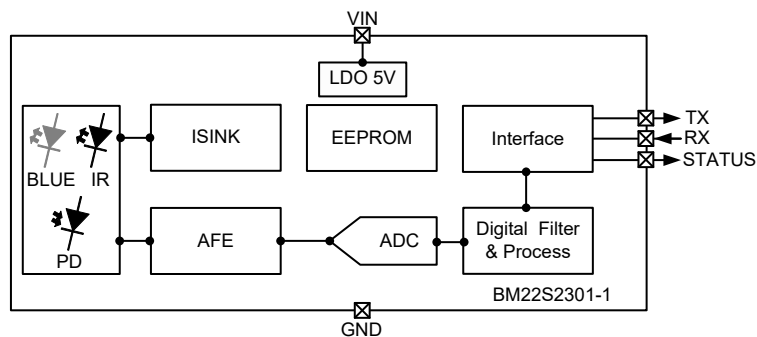 VIN
LDO 5V
ISINK
EEPROM
Interface
TX
RX
STATUS
BLUE IR
PD
AFE
ADC
Digital Filter
& Process
BM22S2301-1
GND